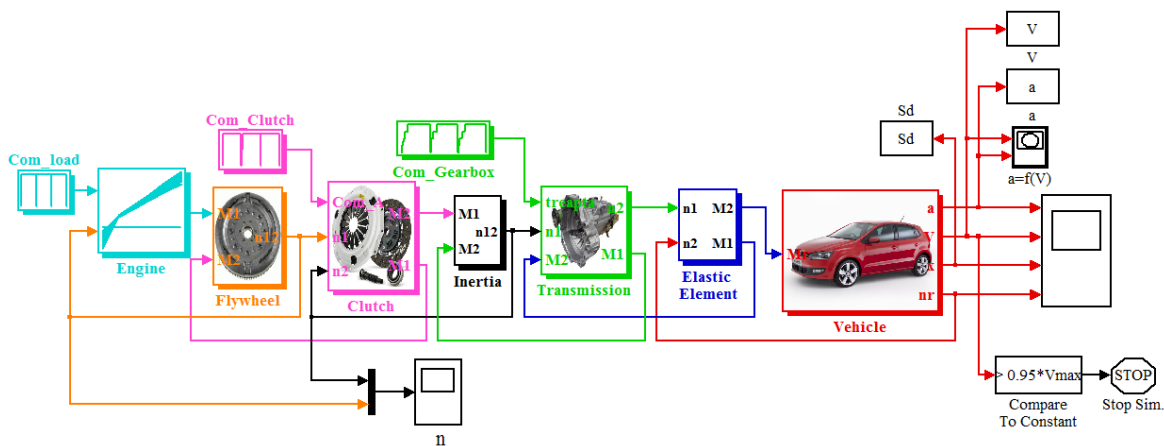 V
V
a
a
Sd
Sd
a=f(V)
Com_Clutch
Com_load
Com_Gearbox
Engine
M1
n12
M2
Flywheel
Com_A
M2
n1
M1
n2
Clutch
M1
n12
M2
Inertia
treapta
n2
n1
M2
M1
Transmission
n1
M2
n2
M1
Elastic
Element
a
V
x
nr
Vehicle
> 0.95*Vmax
Compare
To Constant
STOP
Stop Sim.
n